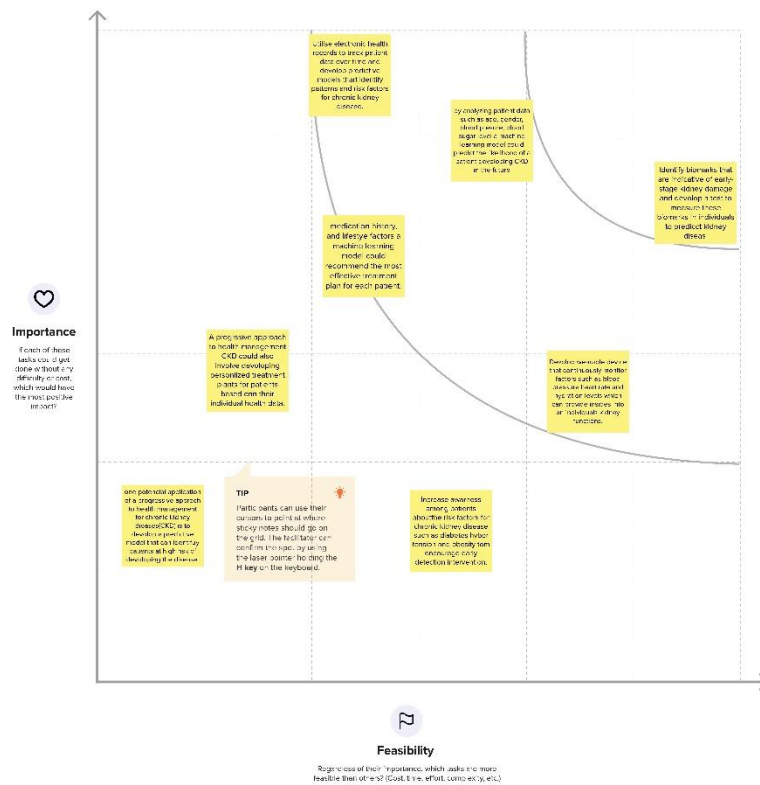 Utilise electronic health
records to track patient
data over time and
develop predictive
models that identify
patterns and risk factors
for chronic kidney
disease.
by analyzing patient data
such as age, gender,
blood pressure, blood
sugar level a machine
learning model could
predict the likelihood of a
patient developing CKD
in the future
Identify biomarks that
are indicative of early-
stage kidney damage
and develop a test to
measure these
biomarks in individuals
to predict kidney
diseas
medication history,
and lifestye factors a
machine learning
model could
recommend the most
effective treatment
plan for each patient.
Importance
If each of these
tasks could get
done without any
difficulty or cost,
which would have
the most positive
impact?
A progresive approach
to health management
CKD could also
involve developing
personalized treatment
plants for patients
based on their
individual health data.
Develop wearable device
that continuously monitor
factors such as blood
pressure heart rate and
hydration levels which
can provide insides into
an individuals kidney
functions.
one potencial application
of a progressive approch
to health management
for chronic kidney
diseases(CKD) is to
develop a predictive
model that can identify
patients at high risk of
developing the disease
TIP
Participants can use their
cursors to point at where
sticky notes should go on
the grid. The facilitator can
confirm the spot by using
the laser pointer holding the
H key on the keyboard.
Increase awarness
among patients
about the risk factors for
chronic kidney disease
such as diabetes hyper
tension and obesity to
encourage early
detection intervention.
Feasibility
Regardless of their importance, which tasks are more
feasible than others? (Cost, time, effort, complexity, etc.)